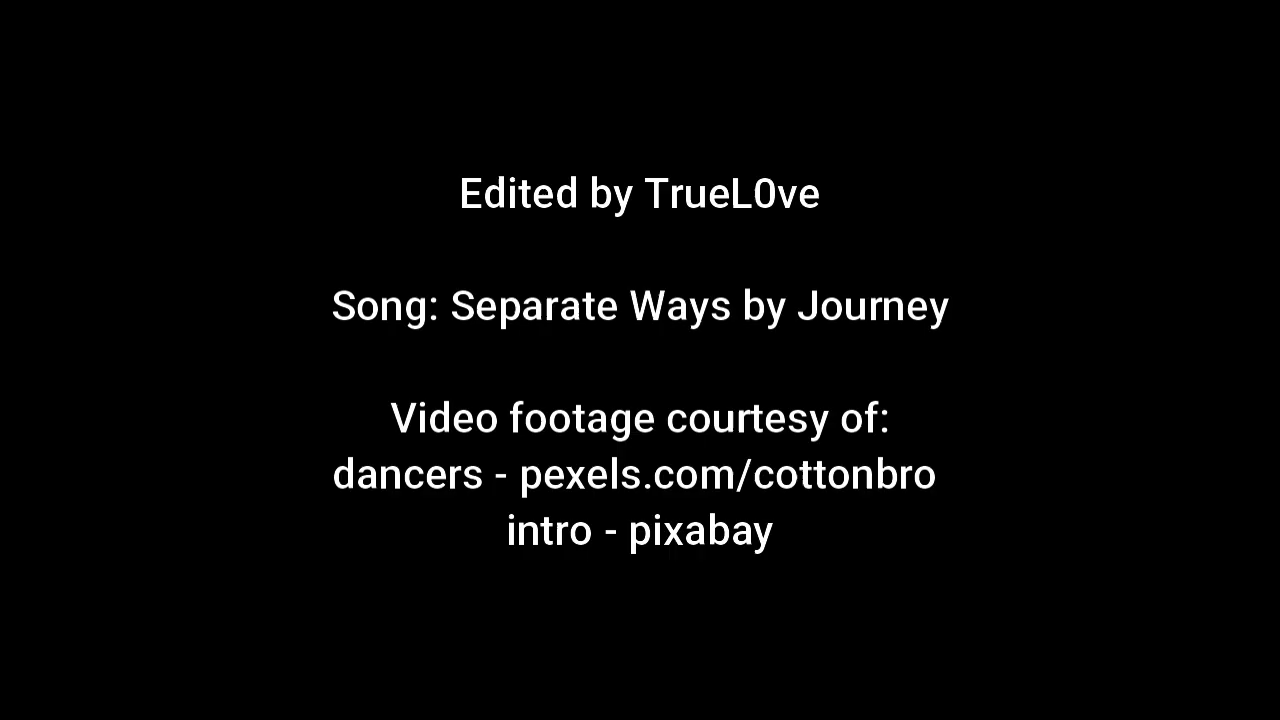 Edited by TrueL0ve
Song: Separate Ways by Journey
Video footage courtesy of:
dancers - pexels.com/cottonbro
intro - pixabay